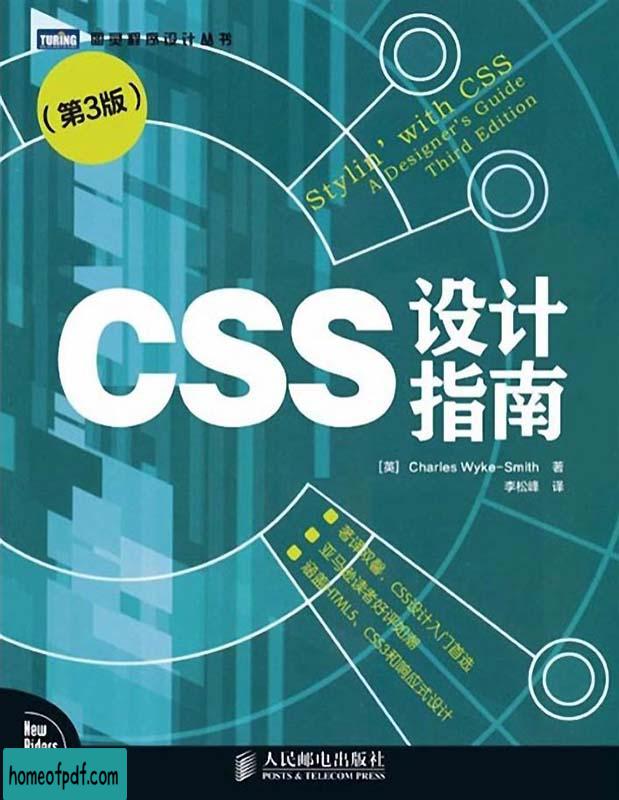 TURING 图灵程序设计丛书
（第3版）
Stylin' with CSS
A Designer's Guide
Third Edition
CSS 设计
指南
[英] Charles Wyke-Smith 著
李松峰 译
著译双馨，CSS设计入门首选
亚马逊读者好评如潮
涵盖HTML5、CSS3和响应式设计
New
Riders
homeofpdf.com
人民邮电出版社
POSTS & TELECOM PRESS